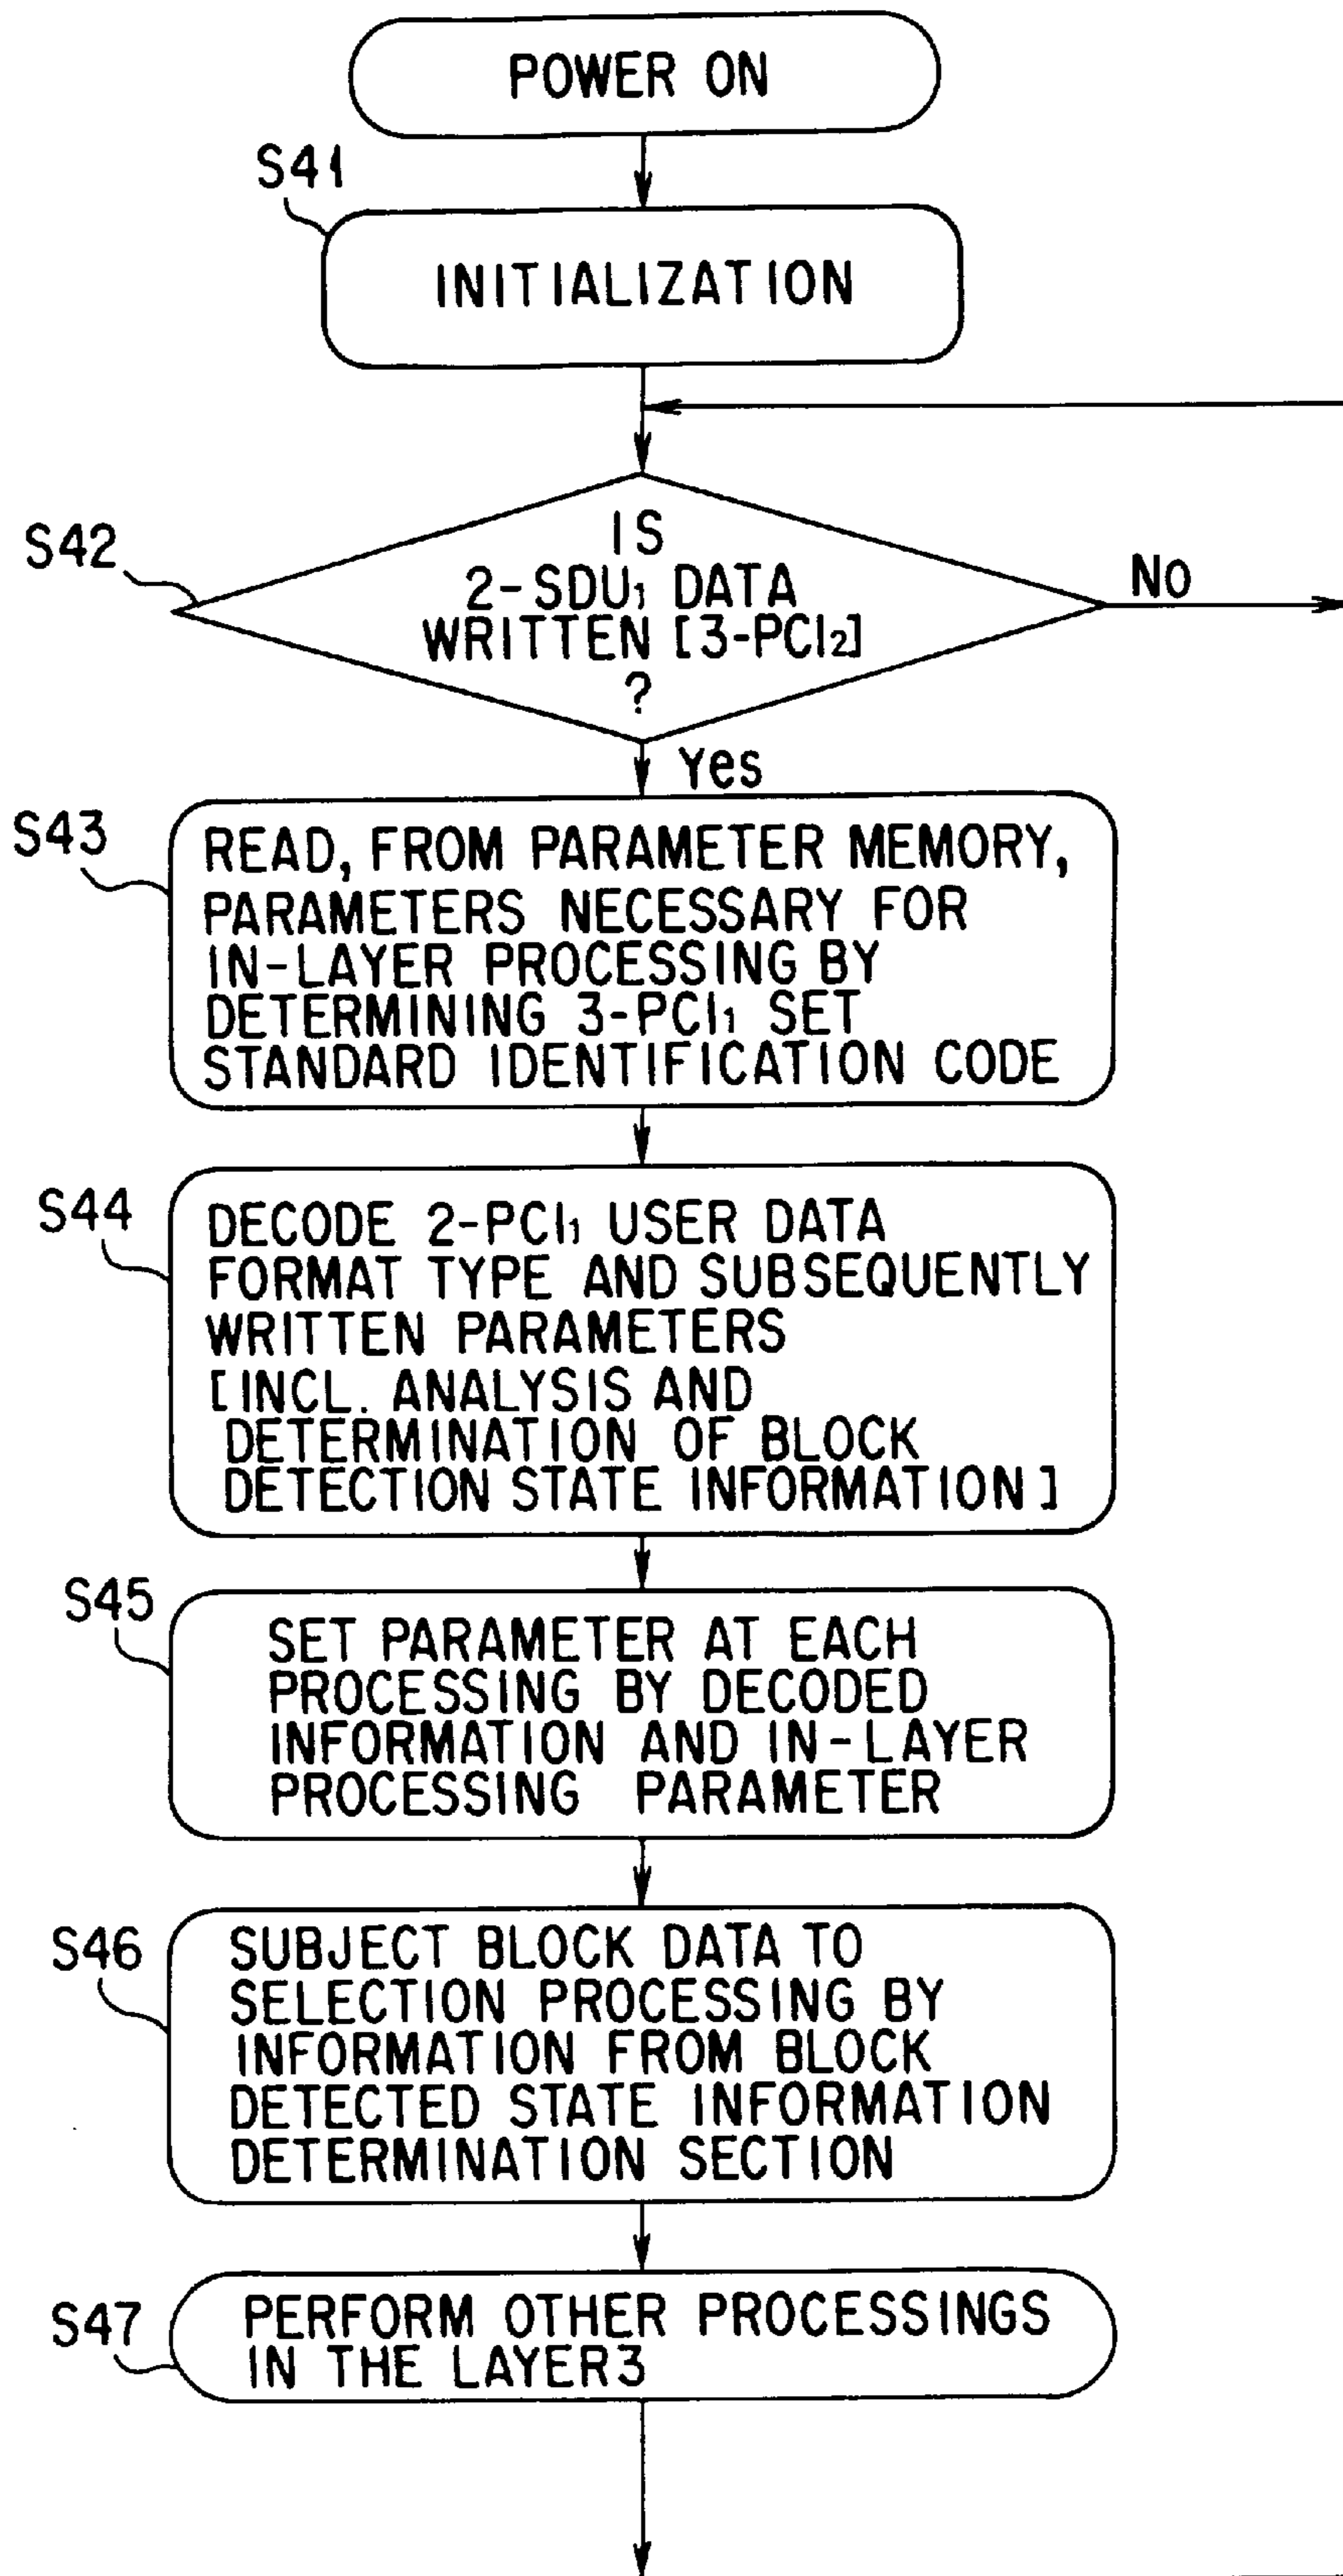 POWER ON
S41
INITIALIZATION
S42
IS
2-SDU₁ DATA
WRITTEN [3-PCI₂]
?
No
Yes
S43
READ, FROM PARAMETER MEMORY,
PARAMETERS NECESSARY FOR
IN-LAYER PROCESSING BY
DETERMINING 3-PCI₁ SET
STANDARD IDENTIFICATION CODE
S44
DECODE 2-PCI₁ USER DATA
FORMAT TYPE AND SUBSEQUENTLY
WRITTEN PARAMETERS
[INCL. ANALYSIS AND
DETERMINATION OF BLOCK
DETECTION STATE INFORMATION]
S45
SET PARAMETER AT EACH
PROCESSING BY DECODED
INFORMATION AND IN-LAYER
PROCESSING PARAMETER
S46
SUBJECT BLOCK DATA TO
SELECTION PROCESSING BY
INFORMATION FROM BLOCK
DETECTED STATE INFORMATION
DETERMINATION SECTION
S47
PERFORM OTHER PROCESSINGS
IN THE LAYER3